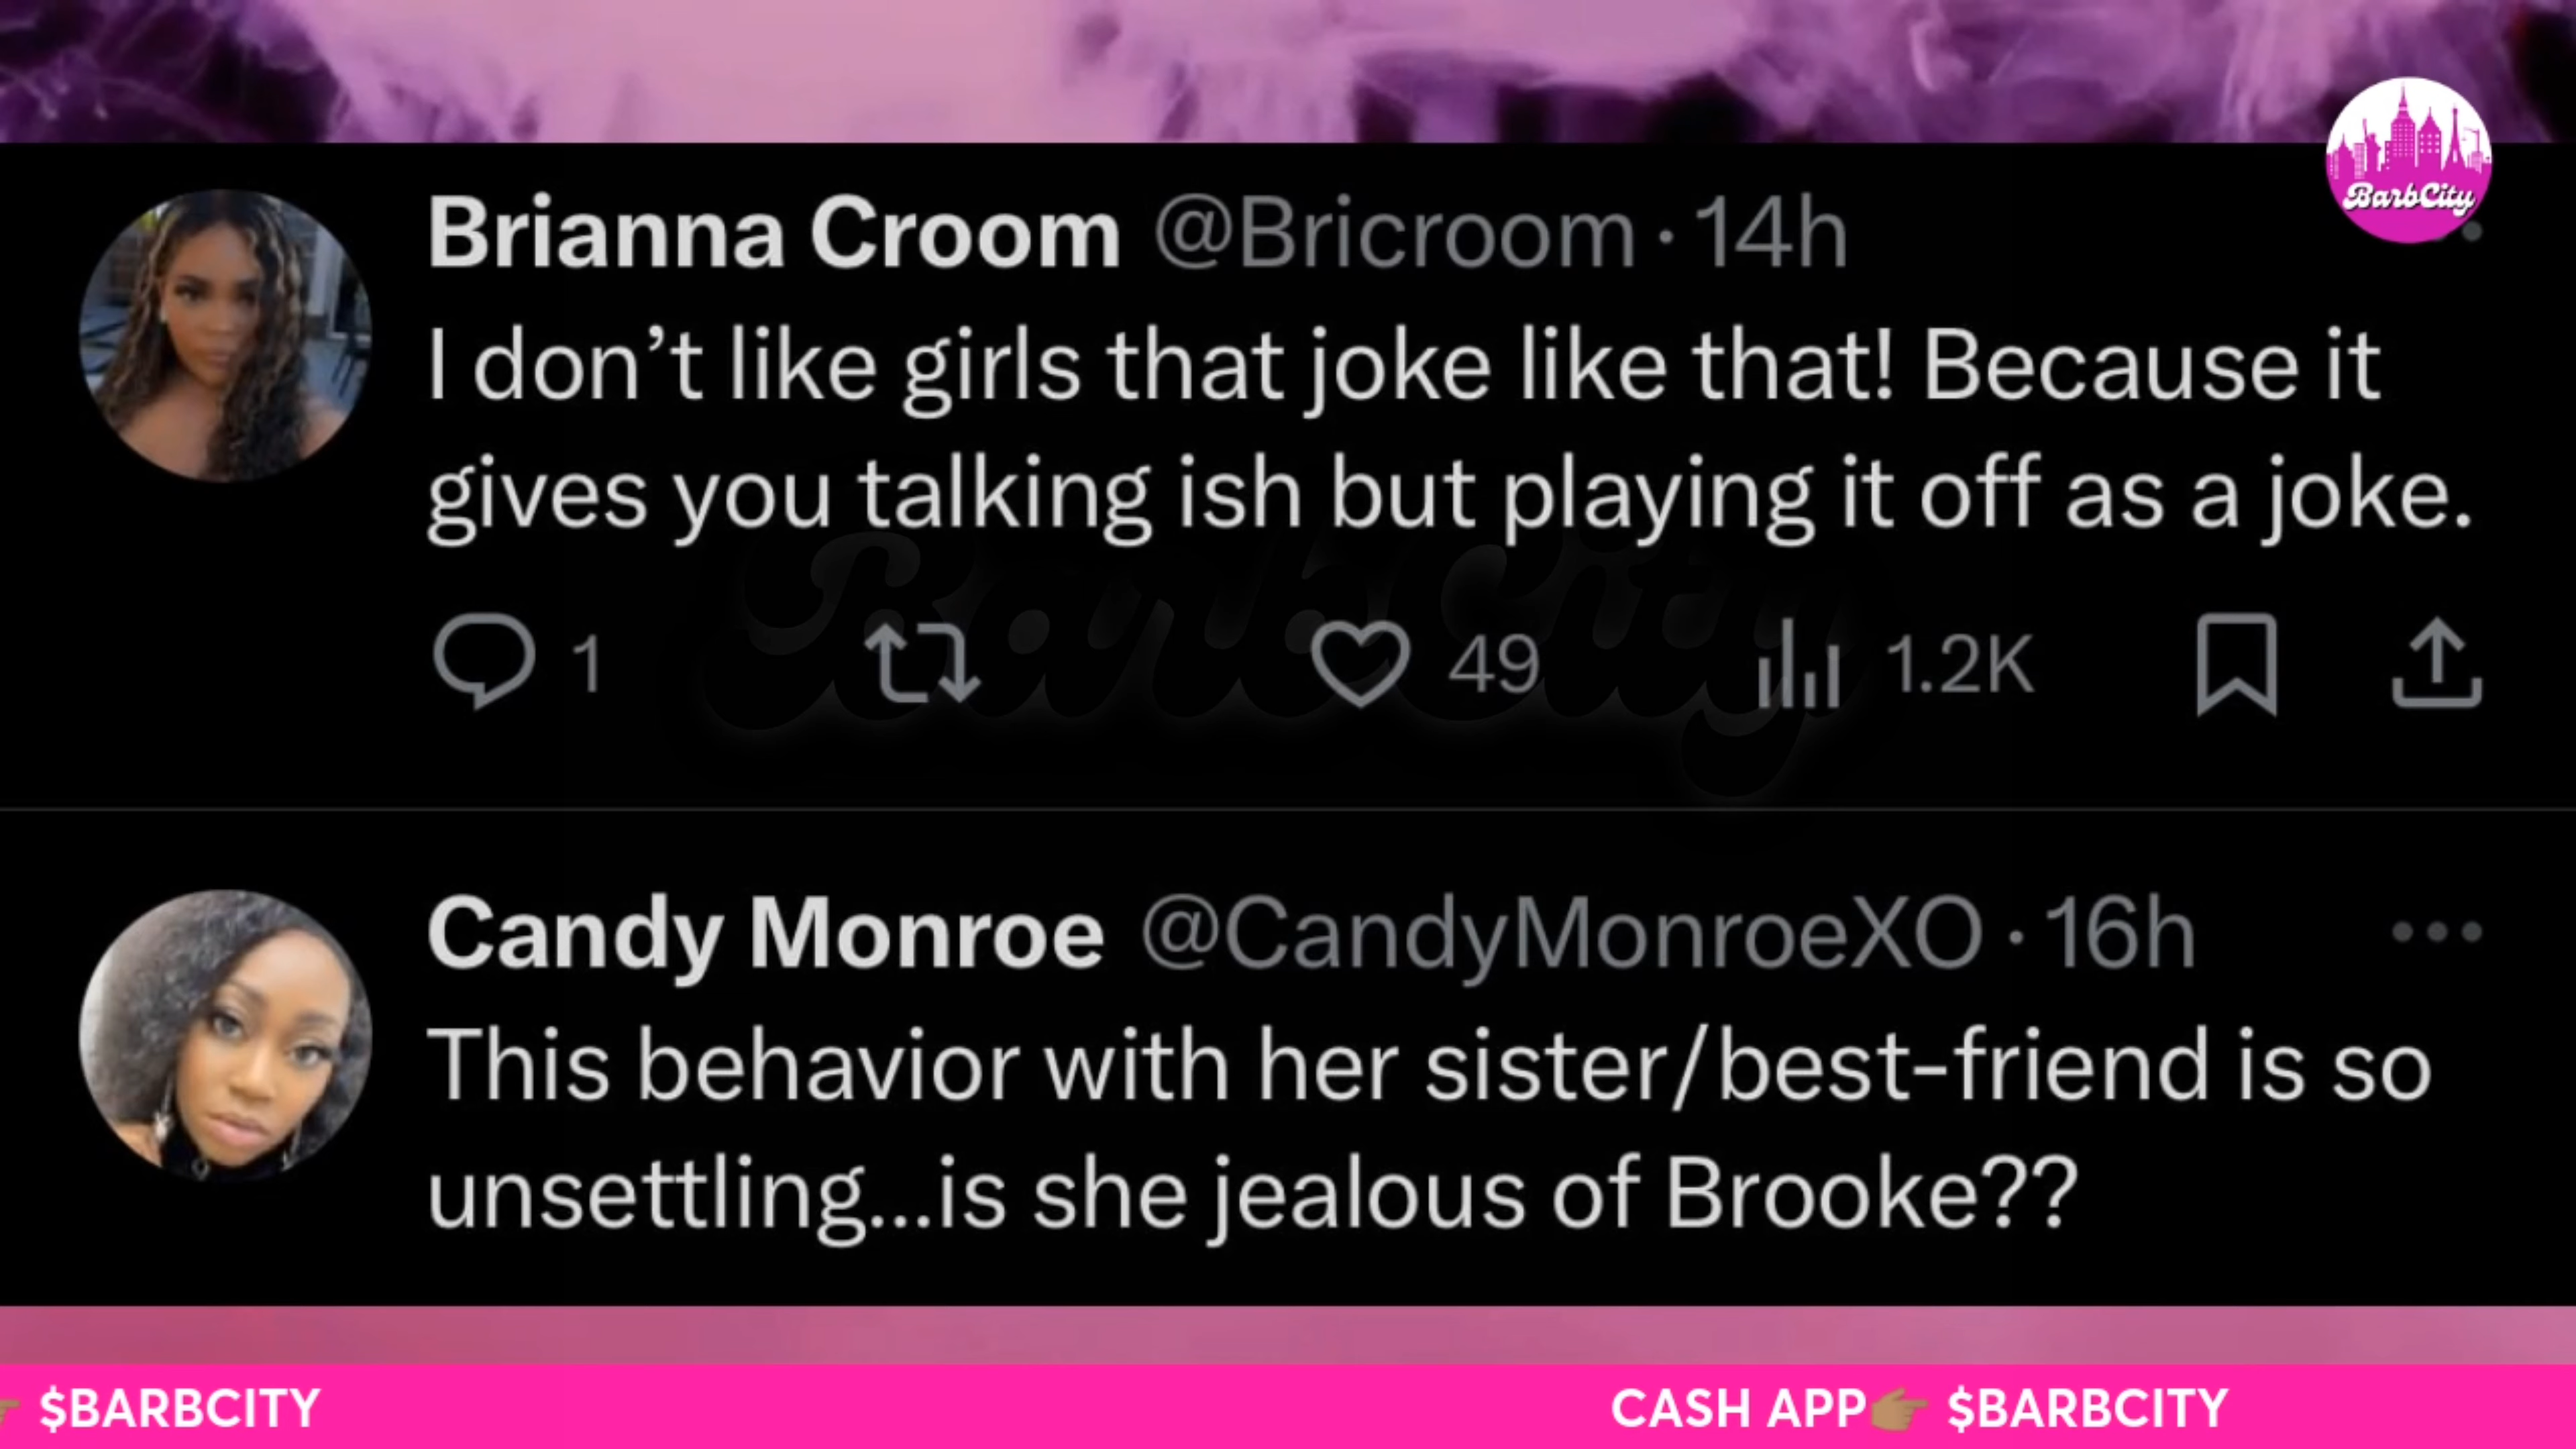 BarbCity
Brianna Croom @Bricroom · 14h
I don’t like girls that joke like that! Because it
gives you talking ish but playing it off as a joke.
BarbCity
1 49 1.2K
Candy Monroe @CandyMonroeXO · 16h
This behavior with her sister/best-friend is so
unsettling...is she jealous of Brooke??
$BARBCITY CASH APP👉🏽 $BARBCITY